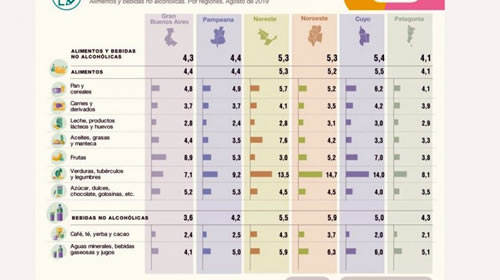 Alimentos y bebidas no alcohólicas. Por regiones. Agosto de 2019
Gran Buenos Aires Pampeana Noreste Noroeste Cuyo Patagonia
ALIMENTOS Y BEBIDAS NO ALCOHÓLICAS 4,3 4,4 5,3 5,3 5,4 4,1
ALIMENTOS 4,4 4,4 5,3 5,2 5,5 4,1
Pan y cereales 4,8 4,9 5,7 5,2 6,2 4,1
Carnes y derivados 3,7 3,7 4,1 3,5 4,2 3,9
Leche, productos lácteos y huevos 2,8 2,4 2,8 3,1 3,4 2,9
Aceites, grasas y manteca 4,4 3,5 7,6 4,2 3,3 3,4
Frutas 8,9 5,3 3,0 5,2 7,0 3,8
Verduras, tubérculos y legumbres 7,1 9,2 13,5 14,7 14,0 8,1
Azúcar, dulces, chocolate, golosinas, etc. 3,7 5,2 4,5 4,5 4,0 3,5
BEBIDAS NO ALCOHÓLICAS 3,6 4,2 5,5 5,9 5,0 4,3
Café, té, yerba y cacao 2,4 2,5 4,3 3,7 2,0 2,1
Aguas minerales, bebidas gaseosas y jugos 4,1 5,0 5,9 6,3 6,0 5,1